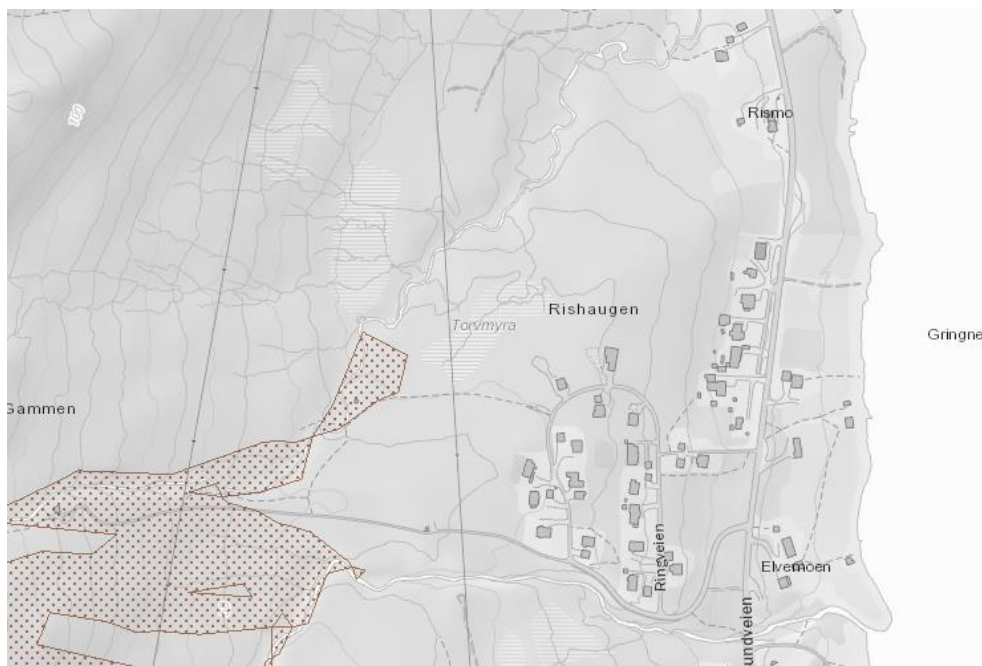 Rismo
Rishaugen
Torvmyra
Gringne
Gammen
Ringveien
Elvemoen
undveien